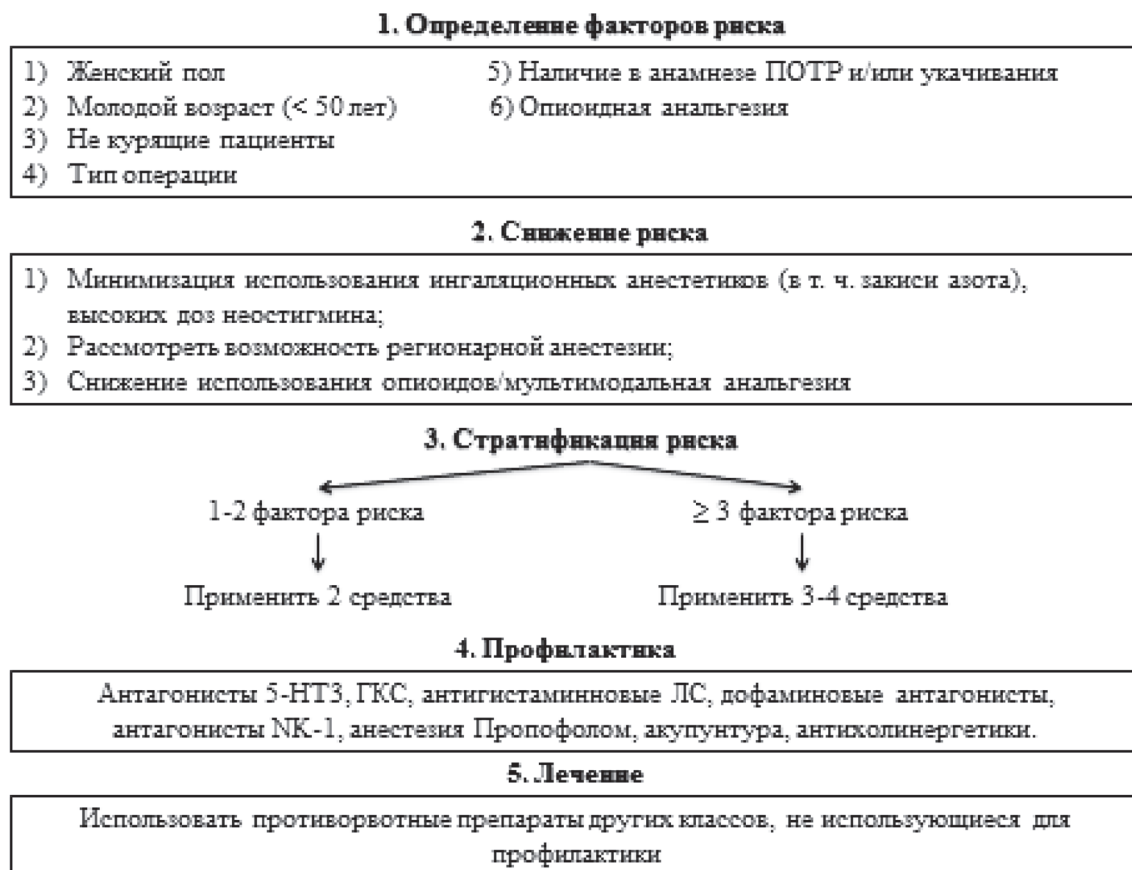 1. Определение факторов риска
1) Женский пол
2) Молодой возраст (< 50 лет)
3) Не курящие пациенты
4) Тип операции
5) Наличие в анамнезе ПОТР и/или укачивания
6) Опиоидная анальгезия
2. Снижение риска
1) Минимизация использования ингаляционных анестетиков (в т. ч. закиси азота),
высоких доз неостигмина;
2) Рассмотреть возможность регионарной анестезии;
3) Снижение использования опиоидов/мультимодальная анальгезия
3. Стратификация риска
1-2 фактора риска
≥ 3 фактора риска
Применить 2 средства
Применить 3-4 средства
4. Профилактика
Антагонисты 5-НТ3, ГКС, антигистаминновые ЛС, дофаминовые антагонисты,
антагонисты NK-1, анестезия Пропофолом, акупунтура, антихолинергетики.
5. Лечение
Использовать противорвотные препараты других классов, не использующиеся для
профилактики